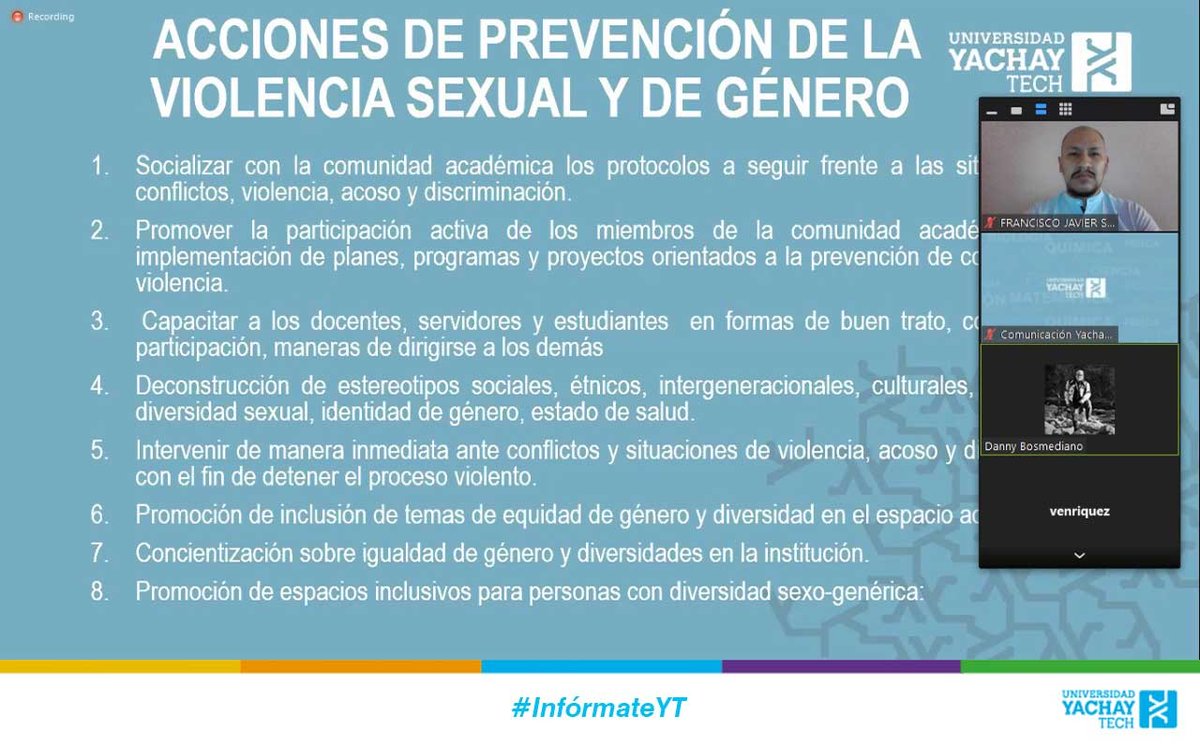 Recording
ACCIONES DE PREVENCIÓN DE LA
VIOLENCIA SEXUAL Y DE GÉNERO
UNIVERSIDAD
YACHAY
TECH
1. Socializar con la comunidad académica los protocolos a seguir frente a las sit
conflictos, violencia, acoso y discriminación.
2. Promover la participación activa de los miembros de la comunidad acadé
implementación de planes, programas y proyectos orientados a la prevención de co
violencia.
3. Capacitar a los docentes, servidores y estudiantes en formas de buen trato, co
participación, maneras de dirigirse a los demás
4. Deconstrucción de estereotipos sociales, étnicos, intergeneracionales, culturales,
diversidad sexual, identidad de género, estado de salud.
5. Intervenir de manera inmediata ante conflictos y situaciones de violencia, acoso y d
con el fin de detener el proceso violento.
6. Promoción de inclusión de temas de equidad de género y diversidad en el espacio ac
7. Concientización sobre igualdad de género y diversidades en la institución.
8. Promoción de espacios inclusivos para personas con diversidad sexo-genérica:
FRANCISCO JAVIER S...
QUÍMICA
UNIVERSIDAD
YACHAY
TECH
Comunicación Yacha...
Danny Bosmediano
venriquez
#InfórmateYT
UNIVERSIDAD
YACHAY
TECH